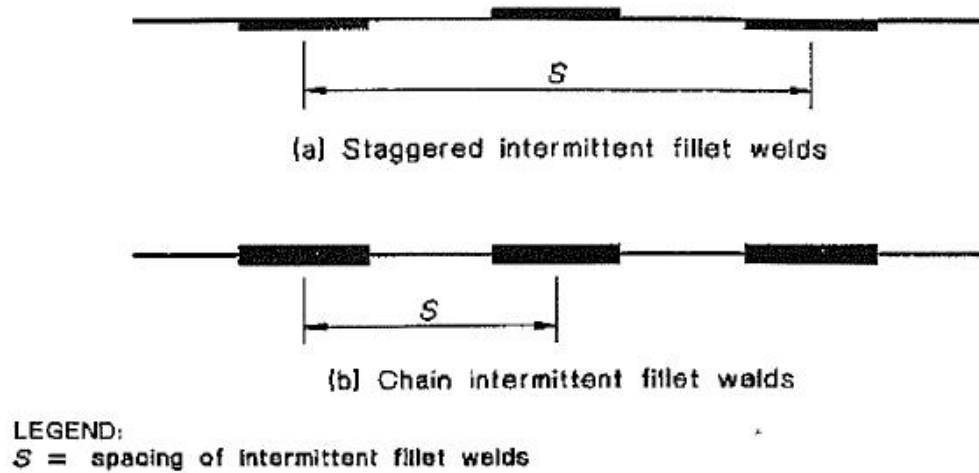 S
(a) Staggered intermittent fillet welds
S
(b) Chain intermittent fillet welds
LEGEND:
S = spacing of intermittent fillet welds